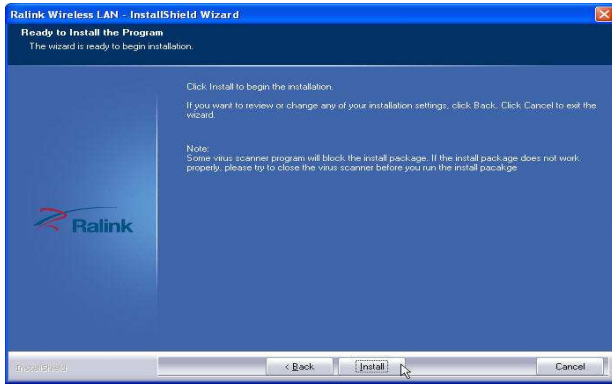 Ralink Wireless LAN - InstallShield Wizard
Ready to Install the Program
The wizard is ready to begin installation.
Click Install to begin the installation.
If you want to review or change any of your installation settings, click Back. Click Cancel to exit the
wizard.
Note:
Some virus scanner program will block the install package. If the install package does not work
properly, please try to close the virus scanner before you run the install pacakge
Ralink
InstallShield
< Back
Install
Cancel